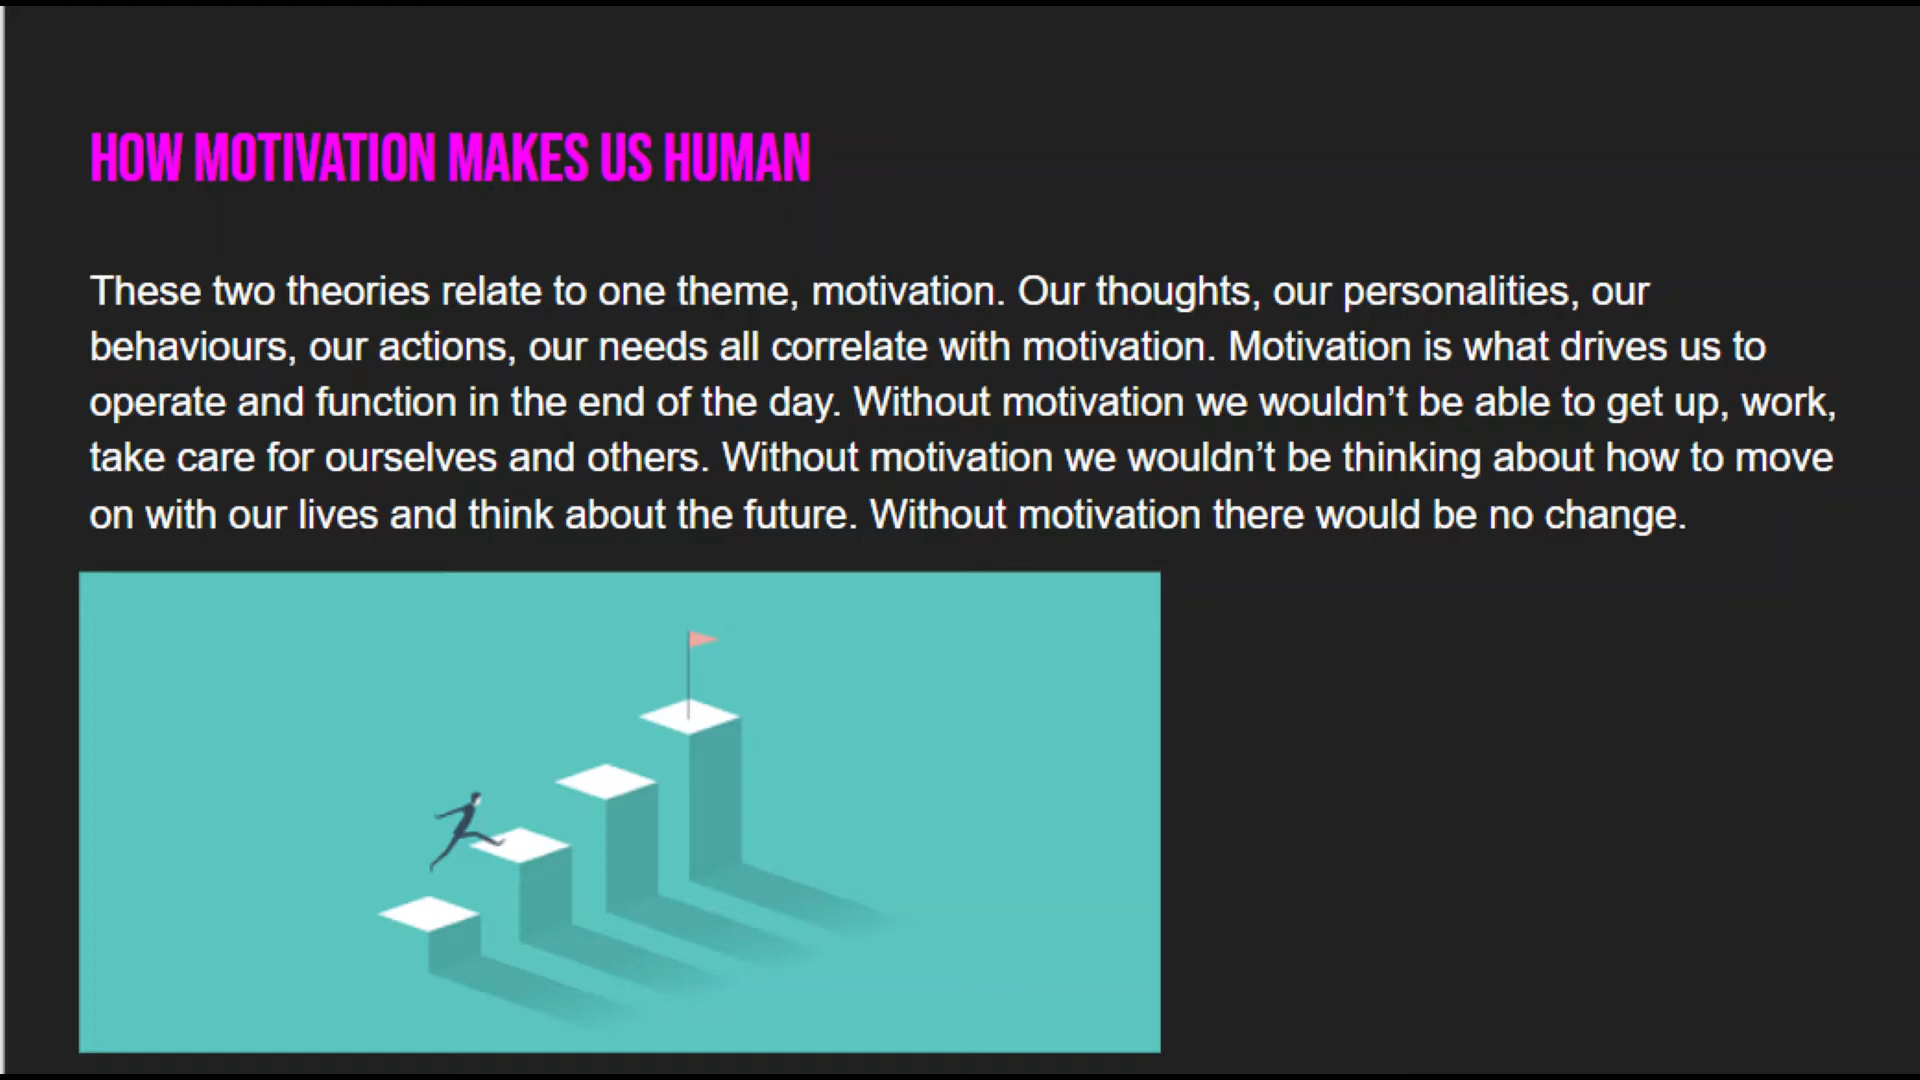 HOW MOTIVATION MAKES US HUMAN
These two theories relate to one theme, motivation. Our thoughts, our personalities, our
behaviours, our actions, our needs all correlate with motivation. Motivation is what drives us to
operate and function in the end of the day. Without motivation we wouldn’t be able to get up, work,
take care for ourselves and others. Without motivation we wouldn’t be thinking about how to move
on with our lives and think about the future. Without motivation there would be no change.